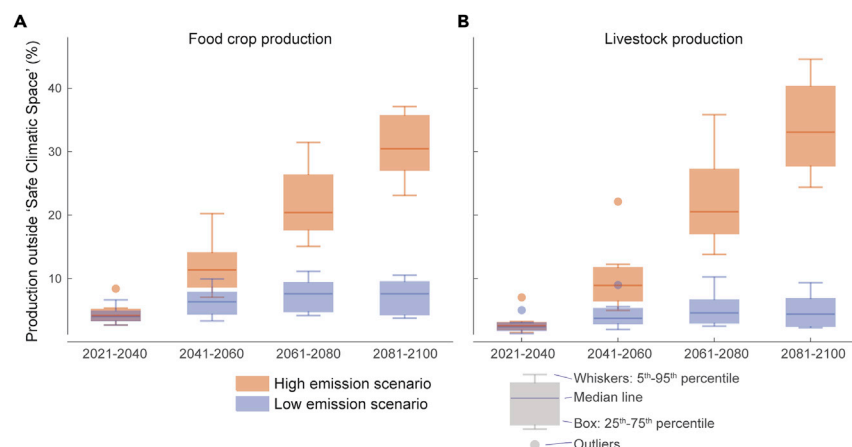 A
B
Food crop production
Livestock production
Production outside ‘Safe Climatic Space’ (%)
40
30
20
10
2021-2040 2041-2060 2061-2080 2081-2100
2021-2040 2041-2060 2061-2080 2081-2100
High emission scenario
Low emission scenario
Whiskers: 5th-95th percentile
Median line
Box: 25th-75th percentile
Outliers